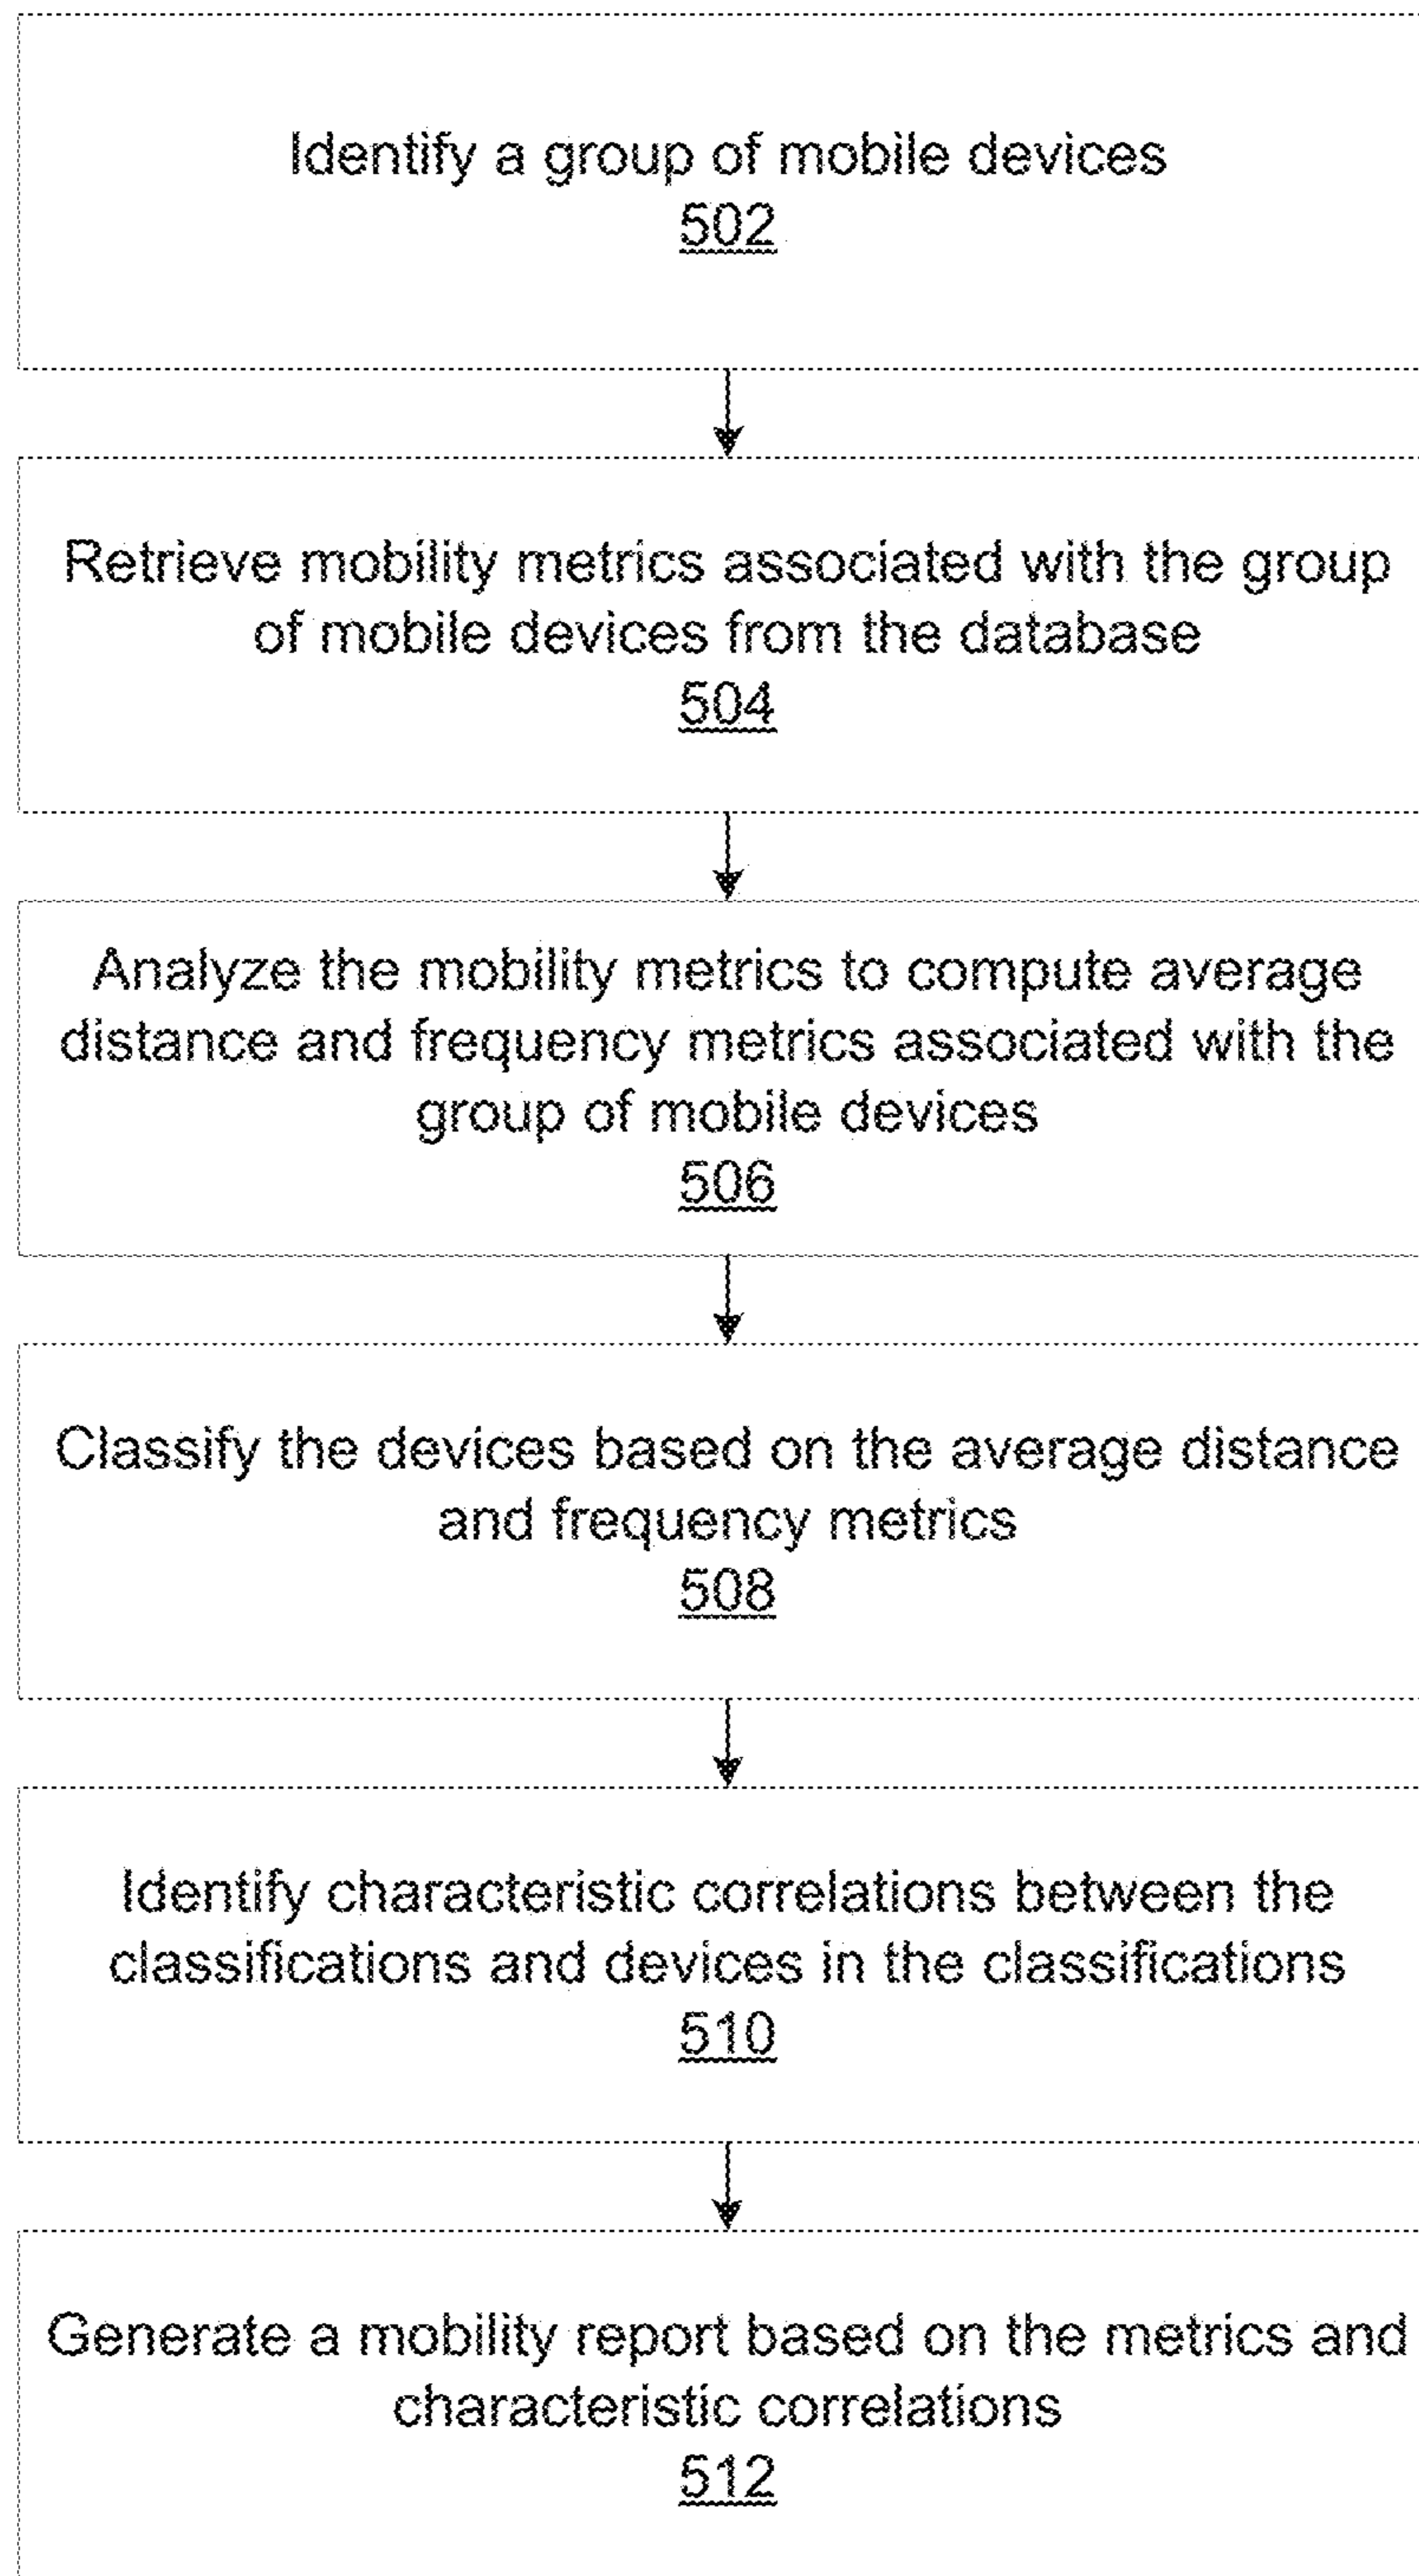 Identify a group of mobile devices
502
Retrieve mobility metrics associated with the group
of mobile devices from the database
504
Analyze the mobility metrics to compute average
distance and frequency metrics associated with the
group of mobile devices
506
Classify the devices based on the average distance
and frequency metrics
508
Identify characteristic correlations between the
classifications and devices in the classifications
510
Generate a mobility report based on the metrics and
characteristic correlations
512